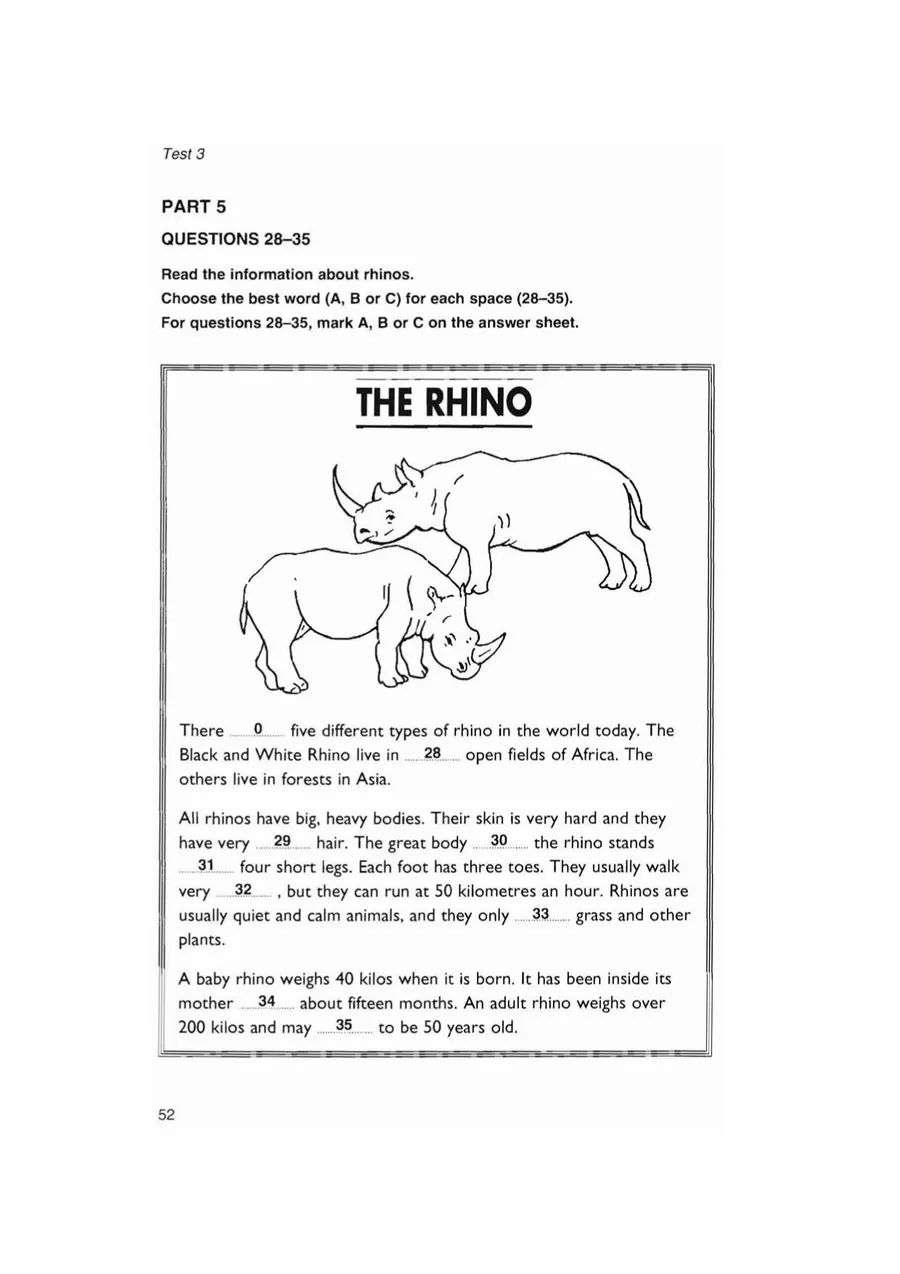 Test 3
PART 5
QUESTIONS 28–35
Read the information about rhinos.
Choose the best word (A, B or C) for each space (28–35).
For questions 28–35, mark A, B or C on the answer sheet.
THE RHINO
There ........0........ five different types of rhino in the world today. The
Black and White Rhino live in ......28...... open fields of Africa. The
others live in forests in Asia.
All rhinos have big, heavy bodies. Their skin is very hard and they
have very ......29...... hair. The great body ......30...... the rhino stands
......31...... four short legs. Each foot has three toes. They usually walk
very ......32...... , but they can run at 50 kilometres an hour. Rhinos are
usually quiet and calm animals, and they only ......33...... grass and other
plants.
A baby rhino weighs 40 kilos when it is born. It has been inside its
mother ......34...... about fifteen months. An adult rhino weighs over
200 kilos and may ......35...... to be 50 years old.
52